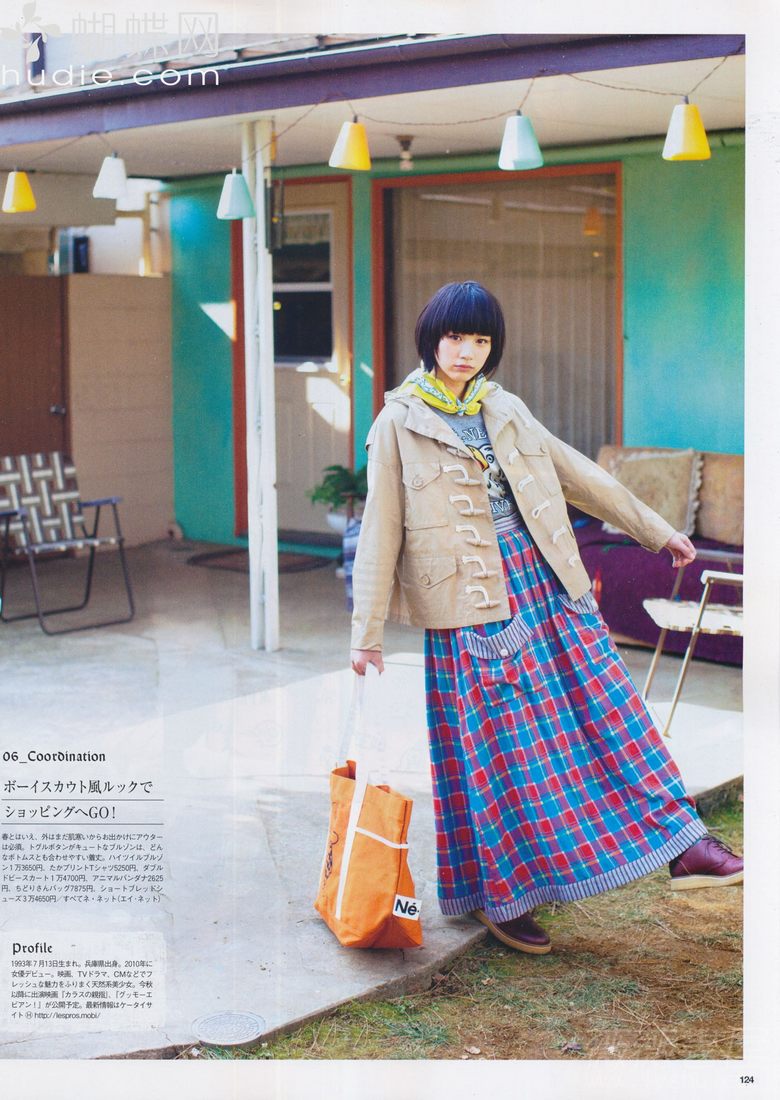 蝴蝶网
hudie.com
Né-
06_Coordination
ボーイスカウト風ルックで
ショッピングへGO！
春とはいえ、外はまだ肌寒いからお出かけにアウター
は必須。トグルボタンがキュートなブルゾンは、どん
なボトムスとも合わせやすい着丈。ハイツイルブルゾ
ン1万3650円、たかプリントTシャツ5250円、ダブル
ドピースカート1万4700円、アニマルバンダナ2625
円、ちどりさんバッグ7875円、ショートブレッドシ
ューズ3万4650円／すべてネ・ネット（エイ・ネット）
Profile
1993年7月13日生まれ。兵庫県出身。2010年に
女優デビュー。映画、TVドラマ、CMなどでフ
レッシュな魅力をふりまく天然系美少女。今秋
以降に出演映画『カラスの親指』、『グッモーエ
ビアン！』が公開予定。最新情報はケータイサ
イト Ⓗ http://lespros.mobi/
124